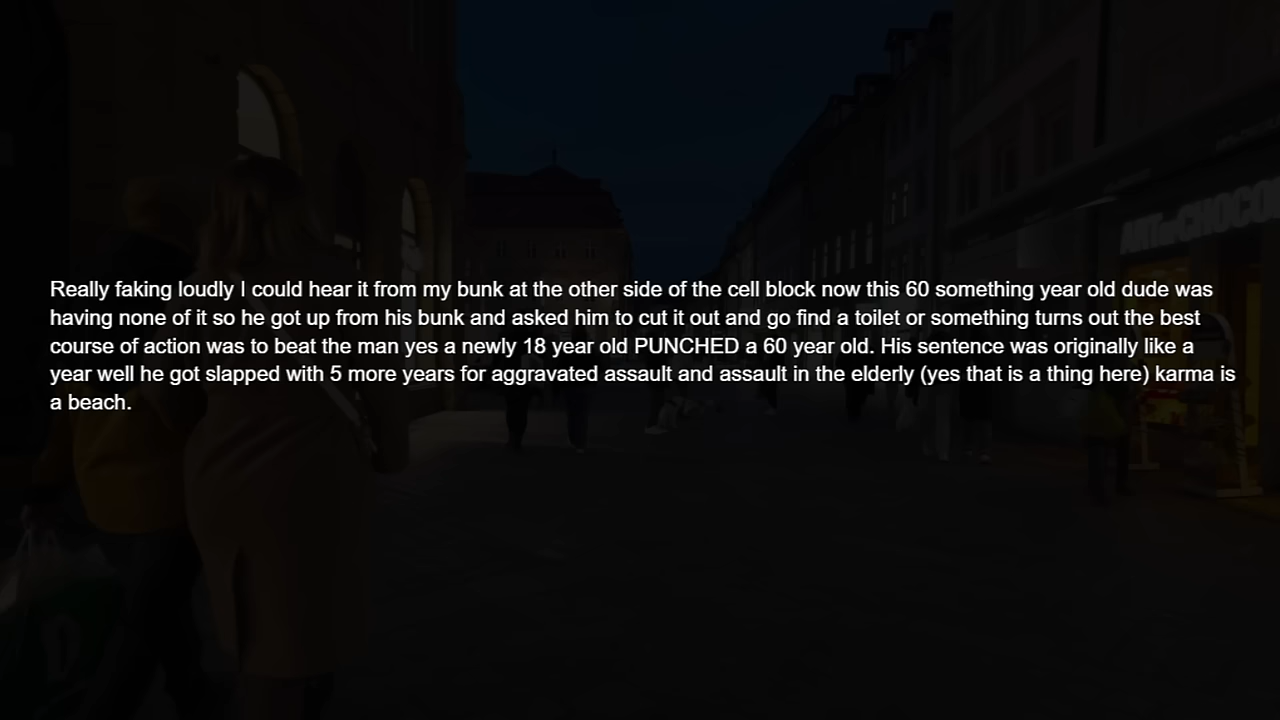 Really faking loudly I could hear it from my bunk at the other side of the cell block now this 60 something year old dude was
having none of it so he got up from his bunk and asked him to cut it out and go find a toilet or something turns out the best
course of action was to beat the man yes a newly 18 year old PUNCHED a 60 year old. His sentence was originally like a
year well he got slapped with 5 more years for aggravated assault and assault in the elderly (yes that is a thing here) karma is
a beach.